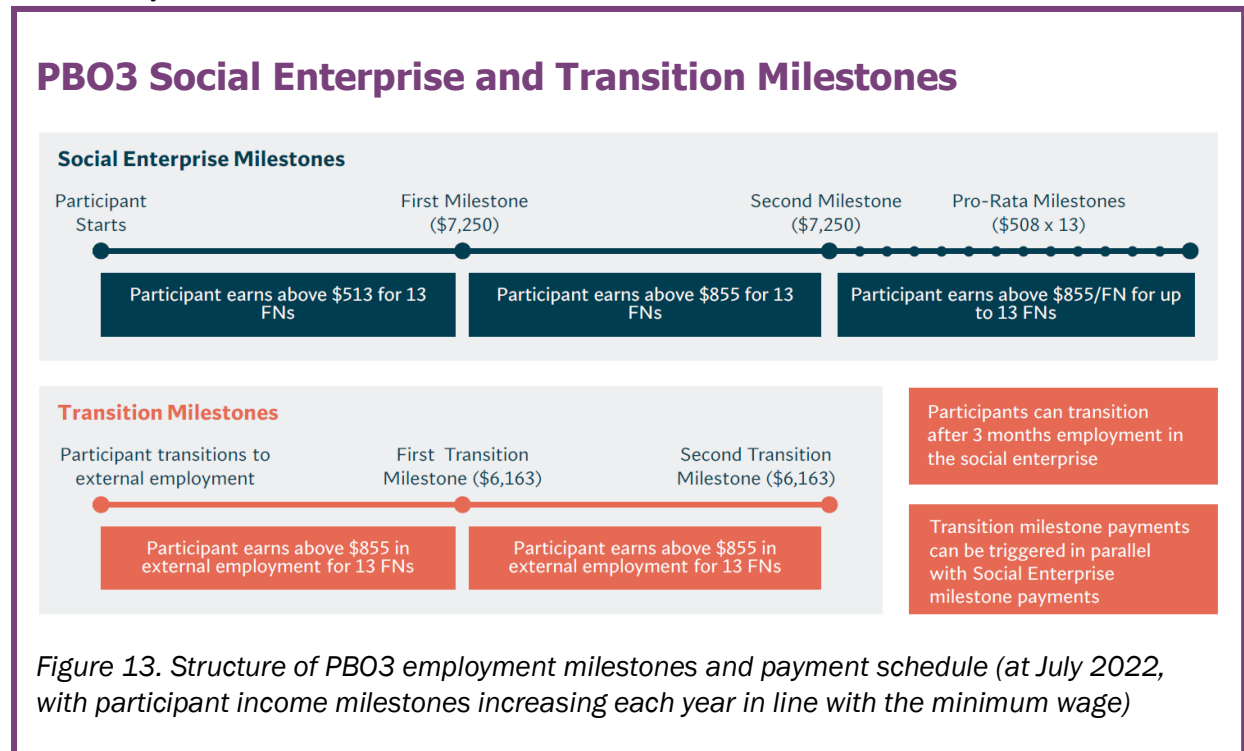 PBO3 Social Enterprise and Transition Milestones
Social Enterprise Milestones
Participant
Starts
First Milestone
($7,250)
Second Milestone
($7,250)
Pro-Rata Milestones
($508 x 13)
Participant earns above $513 for 13
FNs
Participant earns above $855 for 13
FNs
Participant earns above $855/FN for up
to 13 FNs
Transition Milestones
Participant transitions to
external employment
First Transition
Milestone ($6,163)
Second Transition
Milestone ($6,163)
Participant earns above $855 in
external employment for 13 FNs
Participant earns above $855 in
external employment for 13 FNs
Participants can transition
after 3 months employment in
the social enterprise
Transition milestone payments
can be triggered in parallel
with Social Enterprise
milestone payments
Figure 13. Structure of PBO3 employment milestones and payment schedule (at July 2022,
with participant income milestones increasing each year in line with the minimum wage)